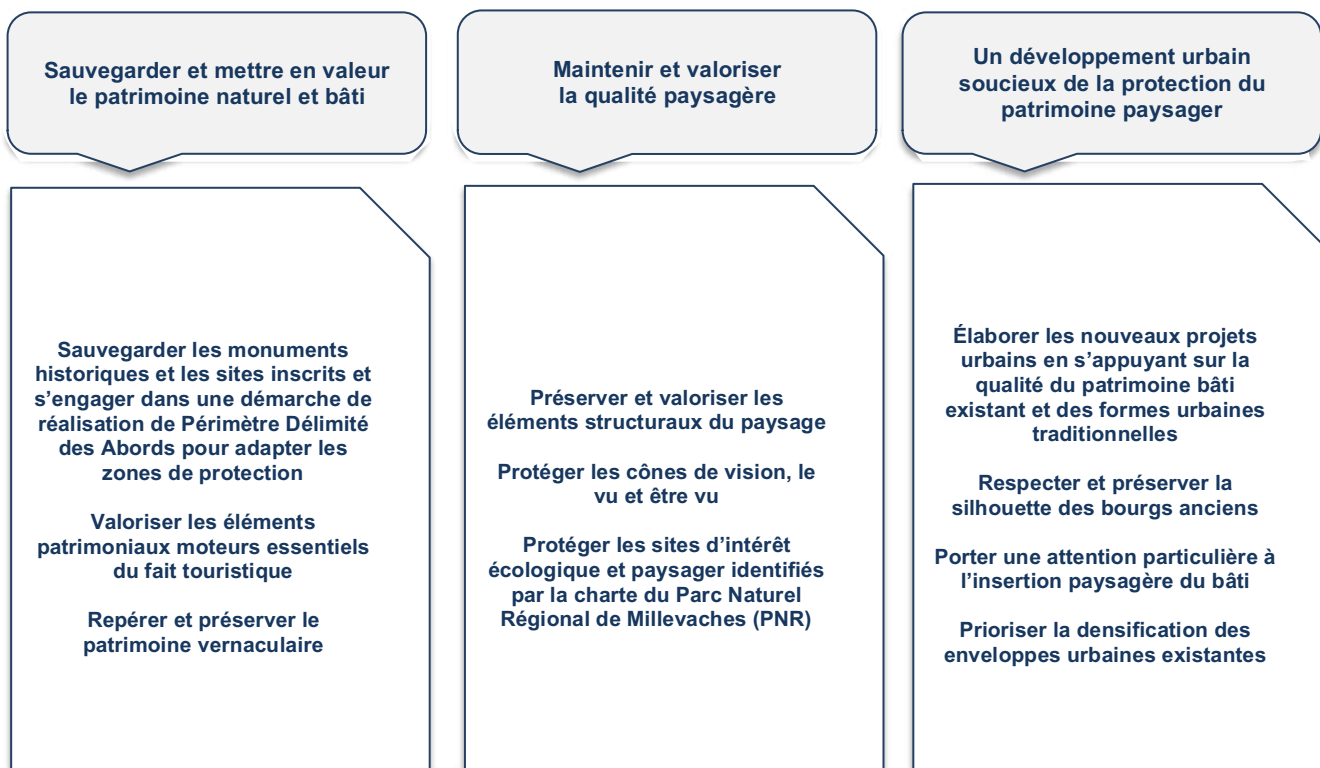 Sauvegarder et mettre en valeur
le patrimoine naturel et bâti
Sauvegarder les monuments
historiques et les sites inscrits et
s’engager dans une démarche de
réalisation de Périmètre Délimité
des Abords pour adapter les
zones de protection
Valoriser les éléments
patrimoniaux moteurs essentiels
du fait touristique
Repérer et préserver le
patrimoine vernaculaire
Maintenir et valoriser
la qualité paysagère
Préserver et valoriser les
éléments structuraux du paysage
Protéger les cônes de vision, le
vu et être vu
Protéger les sites d’intérêt
écologique et paysager identifiés
par la charte du Parc Naturel
Régional de Millevaches (PNR)
Un développement urbain
soucieux de la protection du
patrimoine paysager
Élaborer les nouveaux projets
urbains en s’appuyant sur la
qualité du patrimoine bâti
existant et des formes urbaines
traditionnelles
Respecter et préserver la
silhouette des bourgs anciens
Porter une attention particulière à
l’insertion paysagère du bâti
Prioriser la densification des
enveloppes urbaines existantes